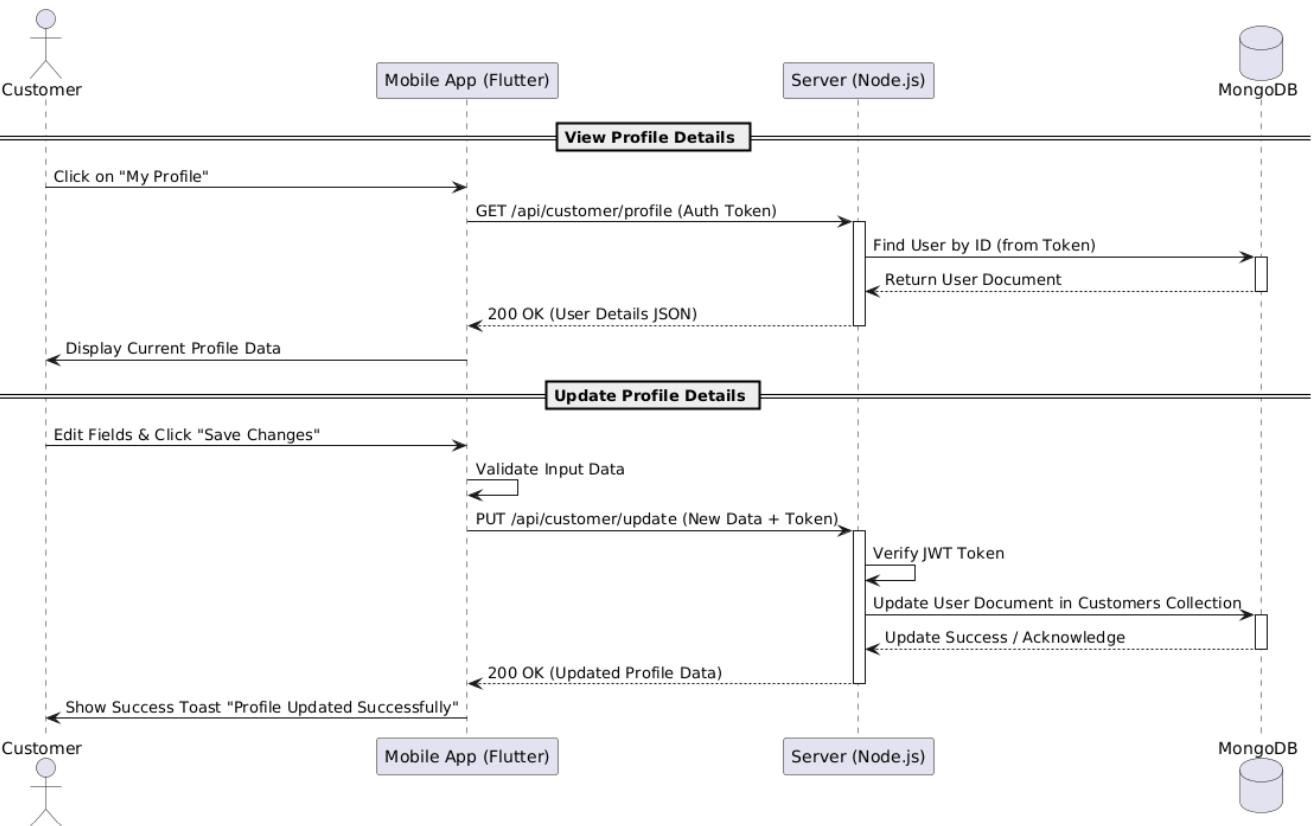 Customer
Mobile App (Flutter)
Server (Node.js)
MongoDB
View Profile Details
Click on "My Profile"
GET /api/customer/profile (Auth Token)
Find User by ID (from Token)
Return User Document
200 OK (User Details JSON)
Display Current Profile Data
Update Profile Details
Edit Fields & Click "Save Changes"
Validate Input Data
PUT /api/customer/update (New Data + Token)
Verify JWT Token
Update User Document in Customers Collection
Update Success / Acknowledge
200 OK (Updated Profile Data)
Show Success Toast "Profile Updated Successfully"
Customer
Mobile App (Flutter)
Server (Node.js)
MongoDB